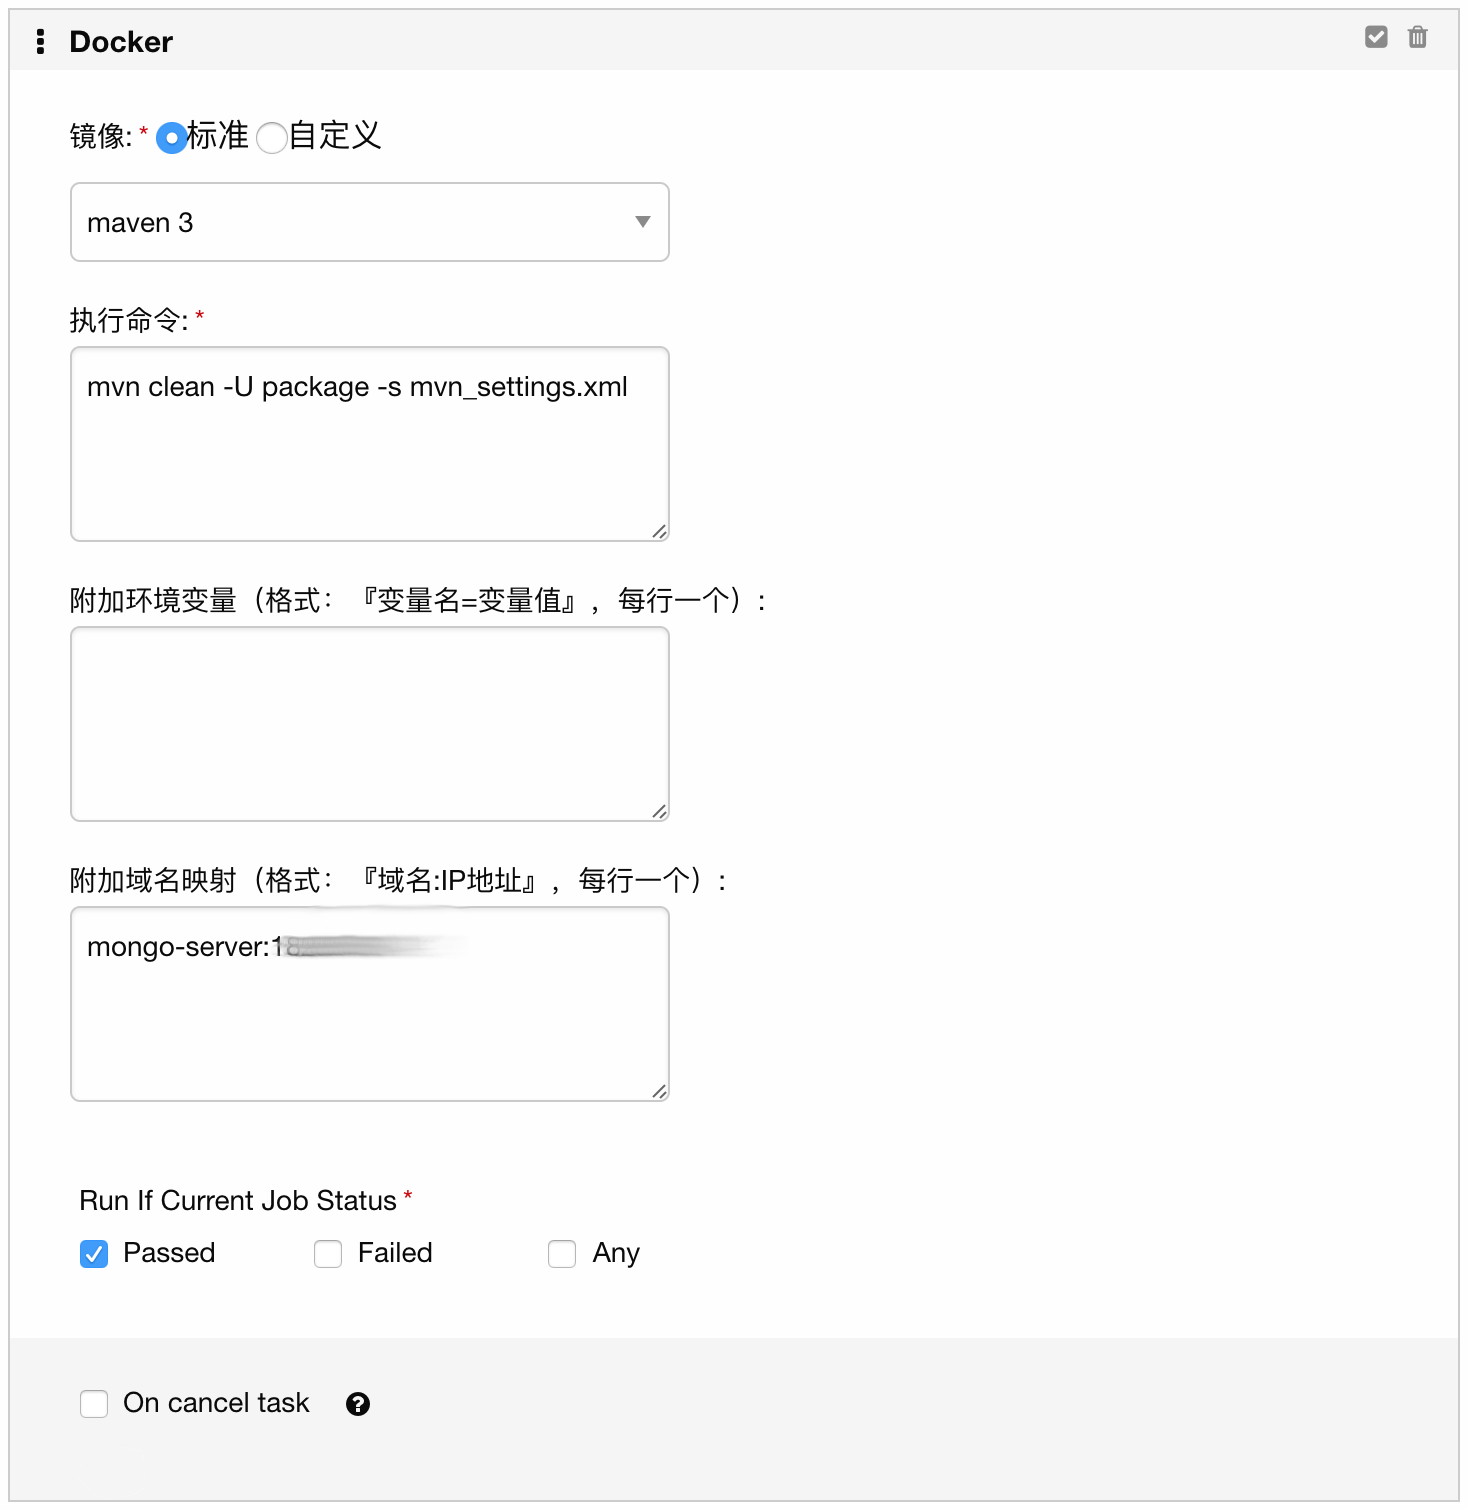 Docker
镜像: * 标准 自定义
maven 3
执行命令: *
mvn clean -U package -s mvn_settings.xml
附加环境变量（格式：『变量名=变量值』，每行一个）:
附加域名映射（格式：『域名:IP地址』，每行一个）:
mongo-server:
Run If Current Job Status *
Passed Failed Any
On cancel task ?